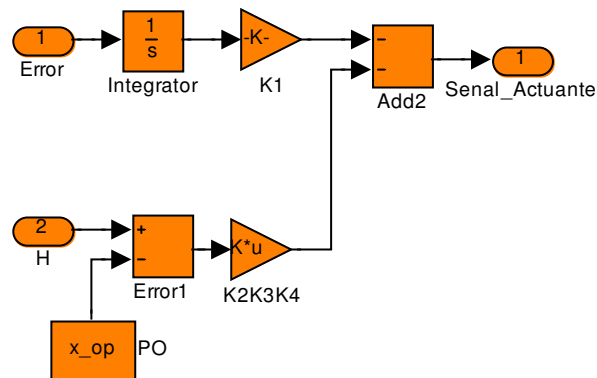 1
Error
1
s
Integrator
-K-
K1
−
−
Add2
1
Senal_Actuante
2
H
+
−
Error1
K*u
K2K3K4
x_op
PO